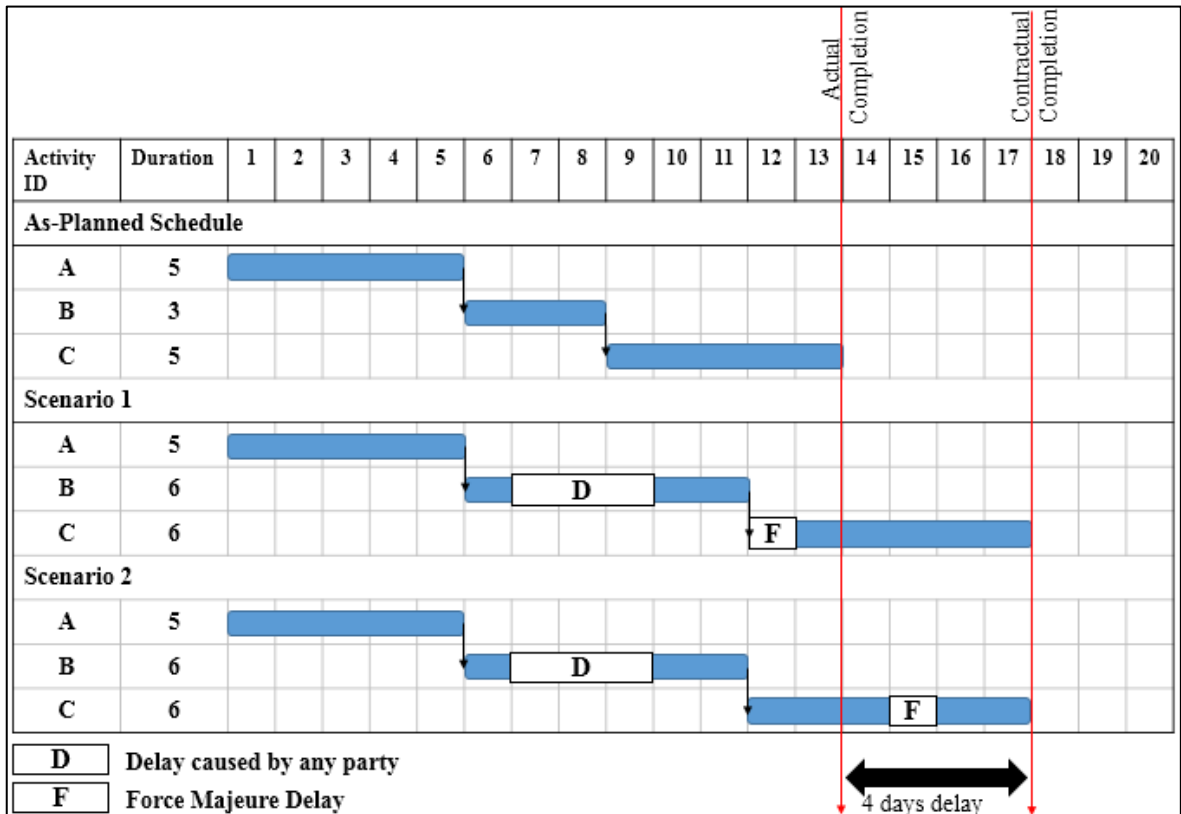 Actual
Completion
Contractual
Completion
Activity ID Duration 1 2 3 4 5 6 7 8 9 10 11 12 13 14 15 16 17 18 19 20
As-Planned Schedule
A 5
B 3
C 5
Scenario 1
A 5
B 6 D
C 6 F
Scenario 2
A 5
B 6 D
C 6 F
D Delay caused by any party
F Force Majeure Delay
4 days delay